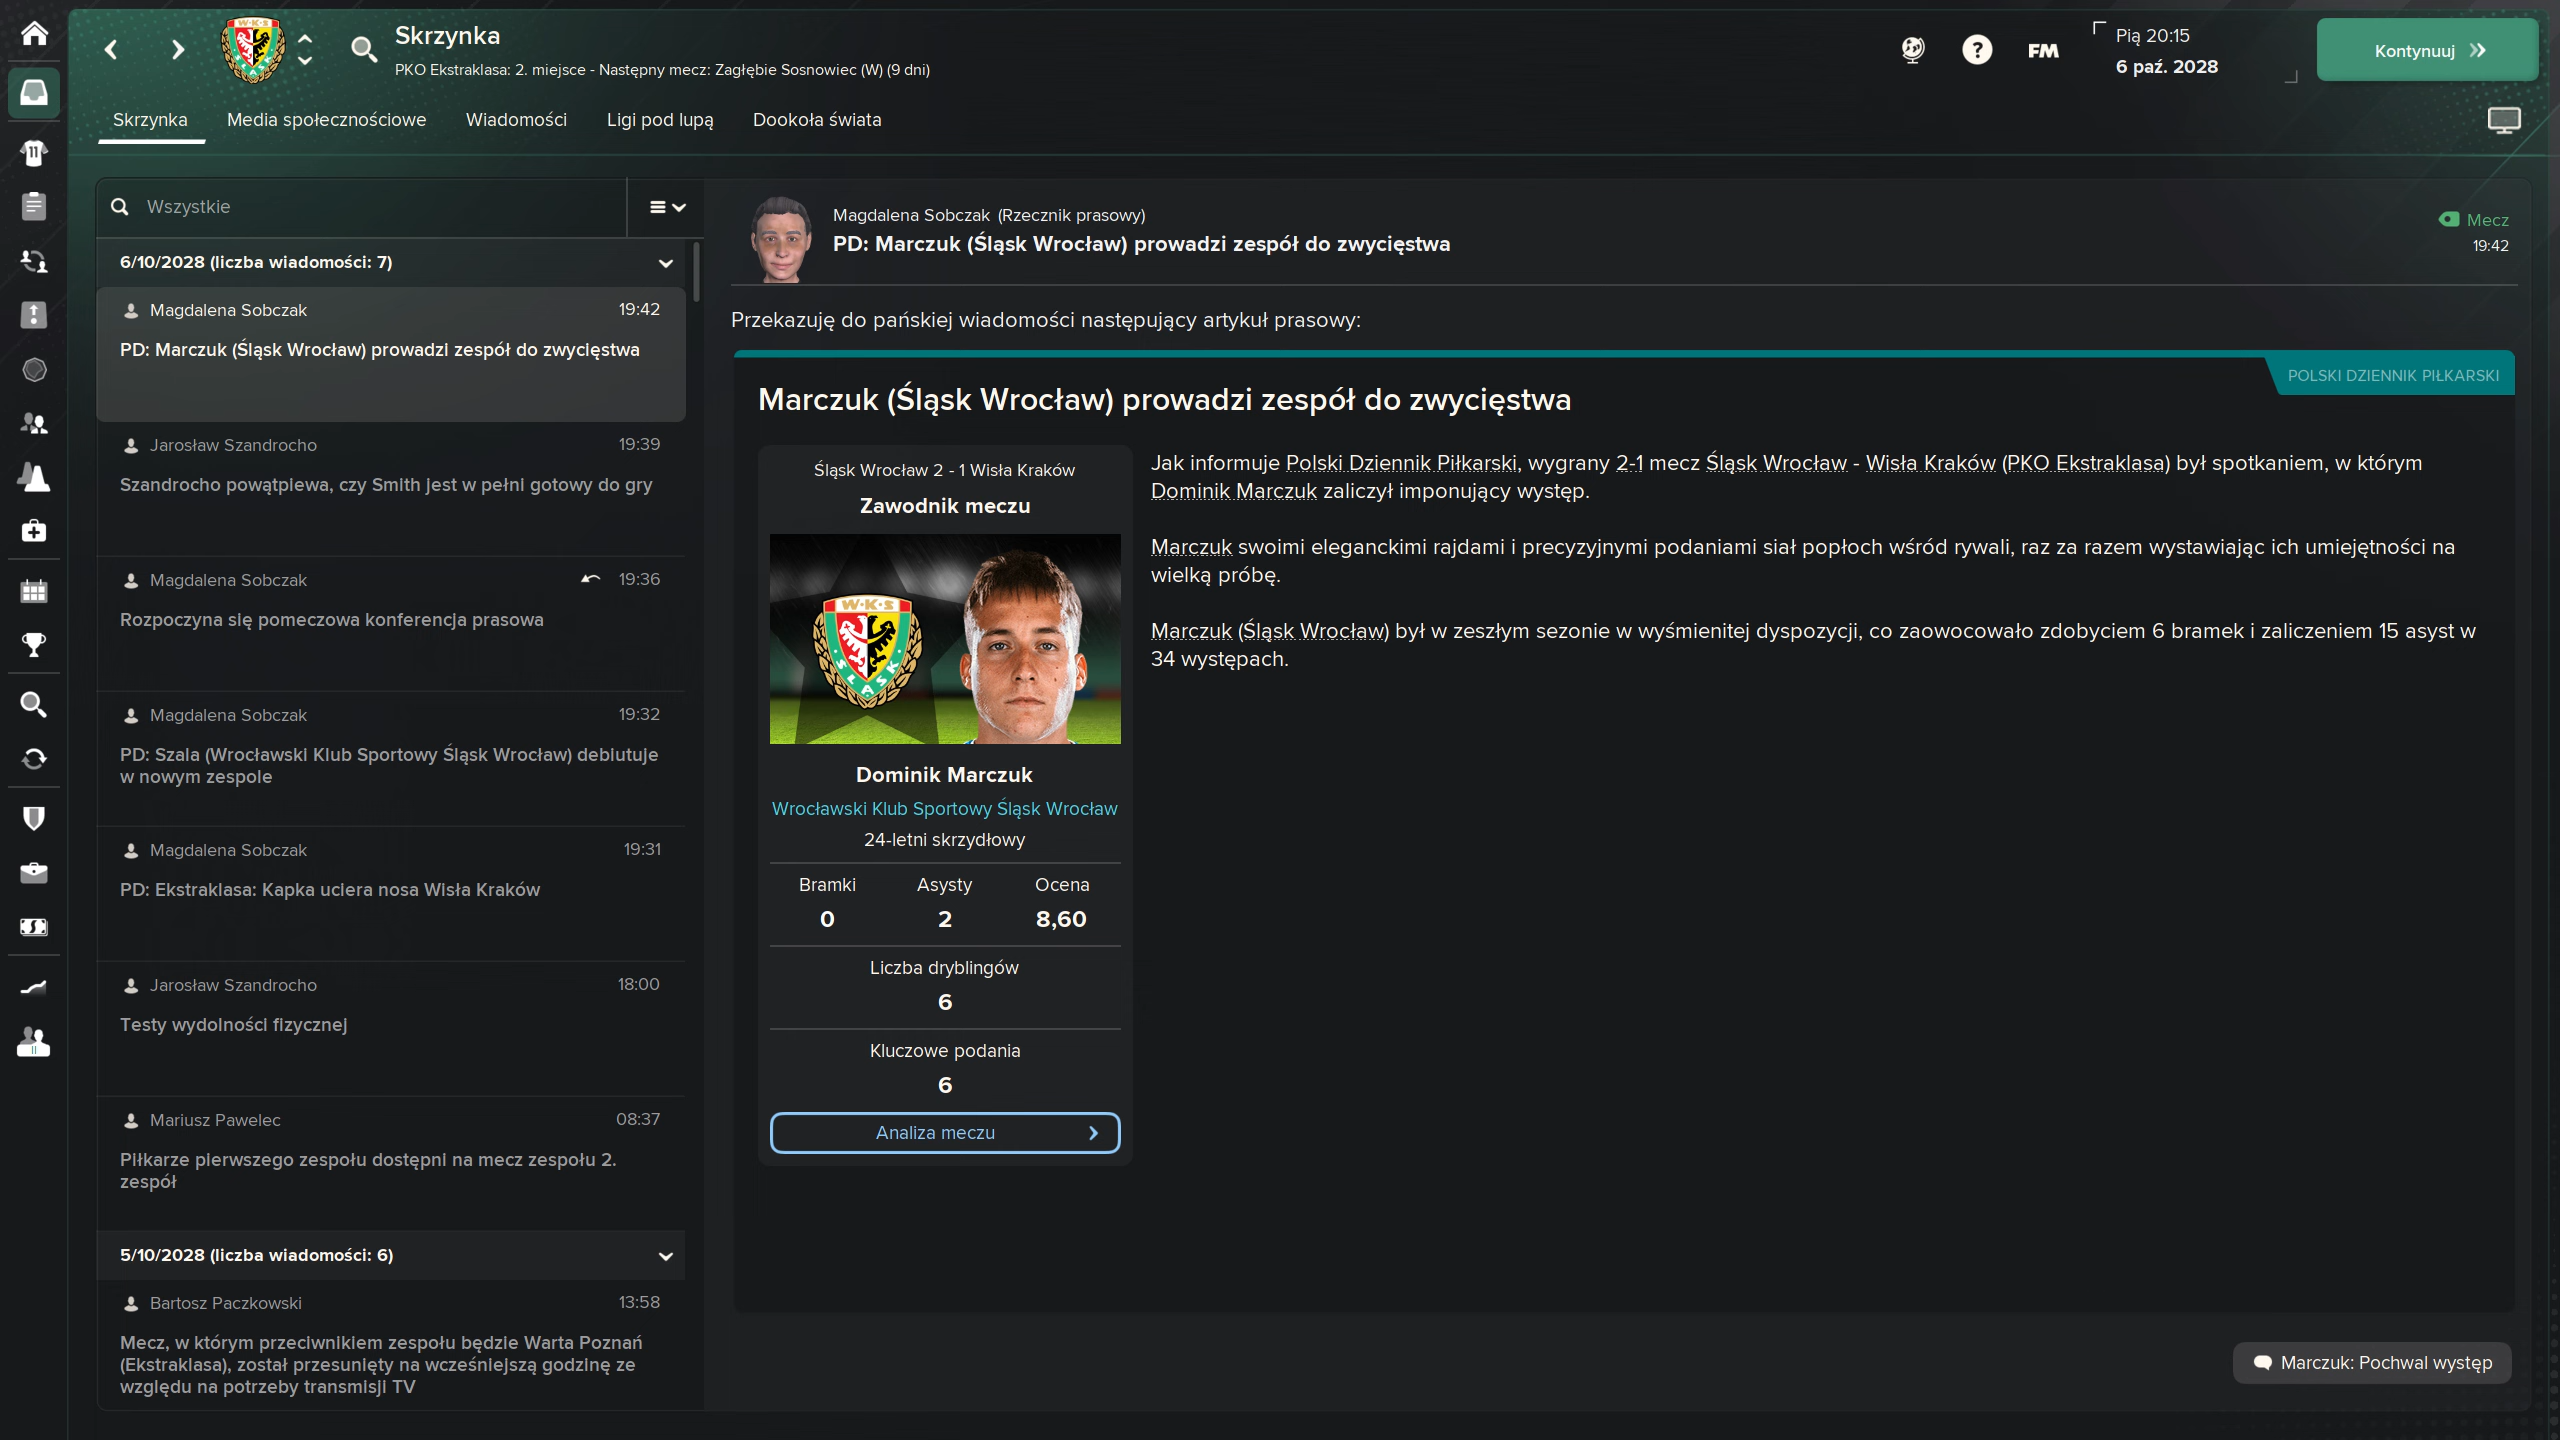 Skrzynka
PKO Ekstraklasa: 2. miejsce - Następny mecz: Zagłębie Sosnowiec (W) (9 dni)
FM
Pią 20:15
6 paź. 2028
Kontynuuj
Skrzynka
Media społecznościowe
Wiadomości
Ligi pod lupą
Dookoła świata
Wszystkie
6/10/2028 (liczba wiadomości: 7)
Magdalena Sobczak
19:42
PD: Marczuk (Śląsk Wrocław) prowadzi zespół do zwycięstwa
Jarosław Szandrocho
19:39
Szandrocho powątpiewa, czy Smith jest w pełni gotowy do gry
Magdalena Sobczak
19:36
Rozpoczyna się pomeczowa konferencja prasowa
Magdalena Sobczak
19:32
PD: Szala (Wrocławski Klub Sportowy Śląsk Wrocław) debiutuje
w nowym zespole
Magdalena Sobczak
19:31
PD: Ekstraklasa: Kapka uciera nosa Wisła Kraków
Jarosław Szandrocho
18:00
Testy wydolności fizycznej
Mariusz Pawelec
08:37
Piłkarze pierwszego zespołu dostępni na mecz zespołu 2.
zespół
5/10/2028 (liczba wiadomości: 6)
Bartosz Paczkowski
13:58
Mecz, w którym przeciwnikiem zespołu będzie Warta Poznań
(Ekstraklasa), został przesunięty na wcześniejszą godzinę ze
względu na potrzeby transmisji TV
Magdalena Sobczak (Rzecznik prasowy)
PD: Marczuk (Śląsk Wrocław) prowadzi zespół do zwycięstwa
Mecz
19:42
Przekazuję do pańskiej wiadomości następujący artykuł prasowy:
POLSKI DZIENNIK PIŁKARSKI
Marczuk (Śląsk Wrocław) prowadzi zespół do zwycięstwa
Śląsk Wrocław 2 - 1 Wisła Kraków
Zawodnik meczu
W·K·S
ŚLĄSK
Dominik Marczuk
Wrocławski Klub Sportowy Śląsk Wrocław
24-letni skrzydłowy
Bramki Asysty Ocena
0 2 8,60
Liczba dryblingów
6
Kluczowe podania
6
Analiza meczu
Jak informuje Polski Dziennik Piłkarski, wygrany 2-1 mecz Śląsk Wrocław - Wisła Kraków (PKO Ekstraklasa) był spotkaniem, w którym
Dominik Marczuk zaliczył imponujący występ.
Marczuk swoimi eleganckimi rajdami i precyzyjnymi podaniami siał popłoch wśród rywali, raz za razem wystawiając ich umiejętności na
wielką próbę.
Marczuk (Śląsk Wrocław) był w zeszłym sezonie w wyśmienitej dyspozycji, co zaowocowało zdobyciem 6 bramek i zaliczeniem 15 asyst w
34 występach.
Marczuk: Pochwal występ